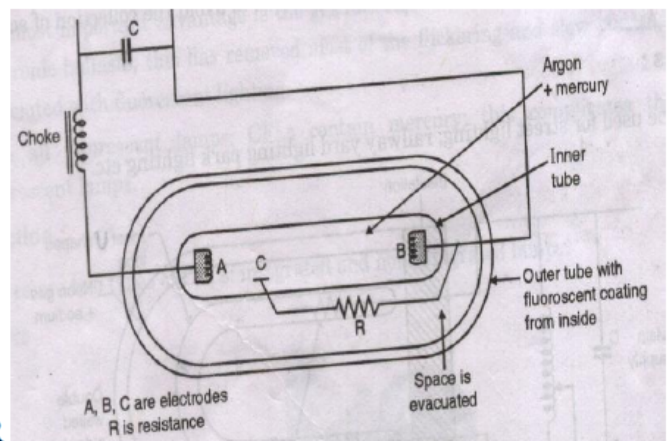 C
Choke
Argon
+ mercury
Inner
tube
A
C
B
R
Outer tube with
fluoroscent coating
from inside
Space is
evacuated
A, B, C are electrodes
R is resistance